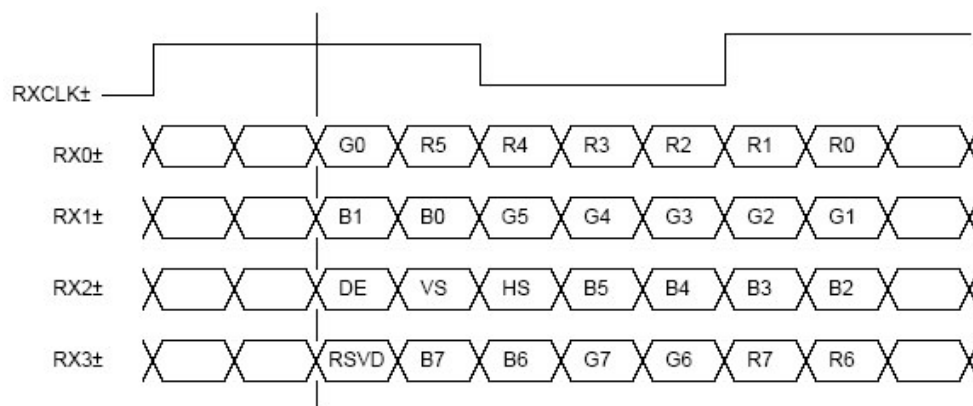 RXCLK±
RX0± G0 R5 R4 R3 R2 R1 R0
RX1± B1 B0 G5 G4 G3 G2 G1
RX2± DE VS HS B5 B4 B3 B2
RX3± RSVD B7 B6 G7 G6 R7 R6